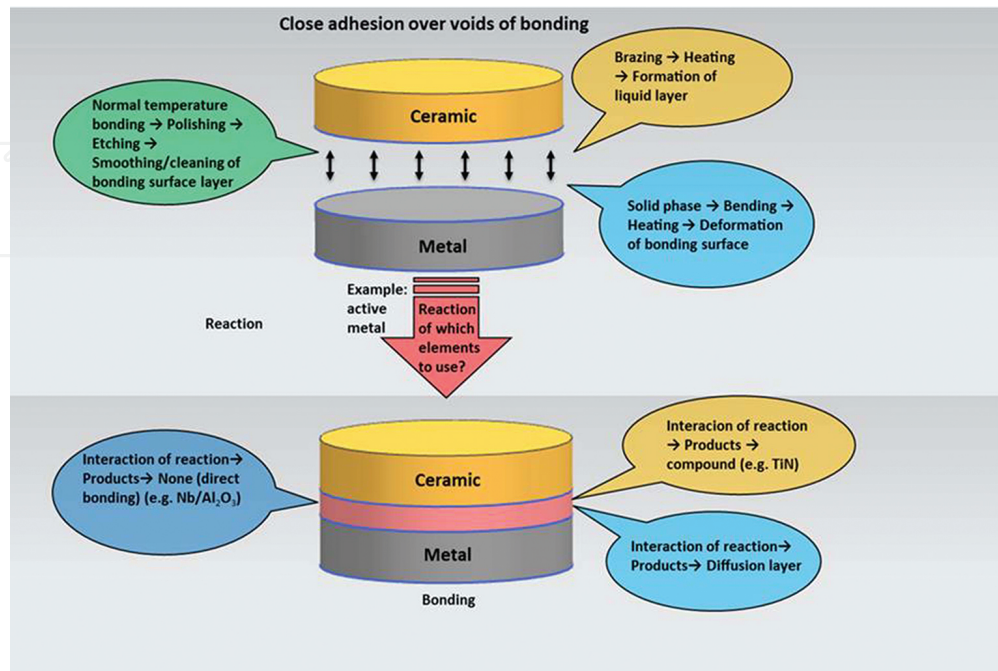 Close adhesion over voids of bonding
Brazing → Heating
→ Formation of
liquid layer
Ceramic
Normal temperature
bonding → Polishing →
Etching →
Smoothing/cleaning of
bonding surface layer
Solid phase → Bending →
Heating → Deformation
of bonding surface
Metal
Example:
active
metal
Reaction
of which
elements
to use?
Reaction
Interacion of reaction
→ Products →
compound (e.g. TiN)
Interaction of reaction→
Products→ None (direct
bonding) (e.g. Nb/Al₂O₃)
Ceramic
Metal
Interaction of reaction→
Products→ Diffusion layer
Bonding